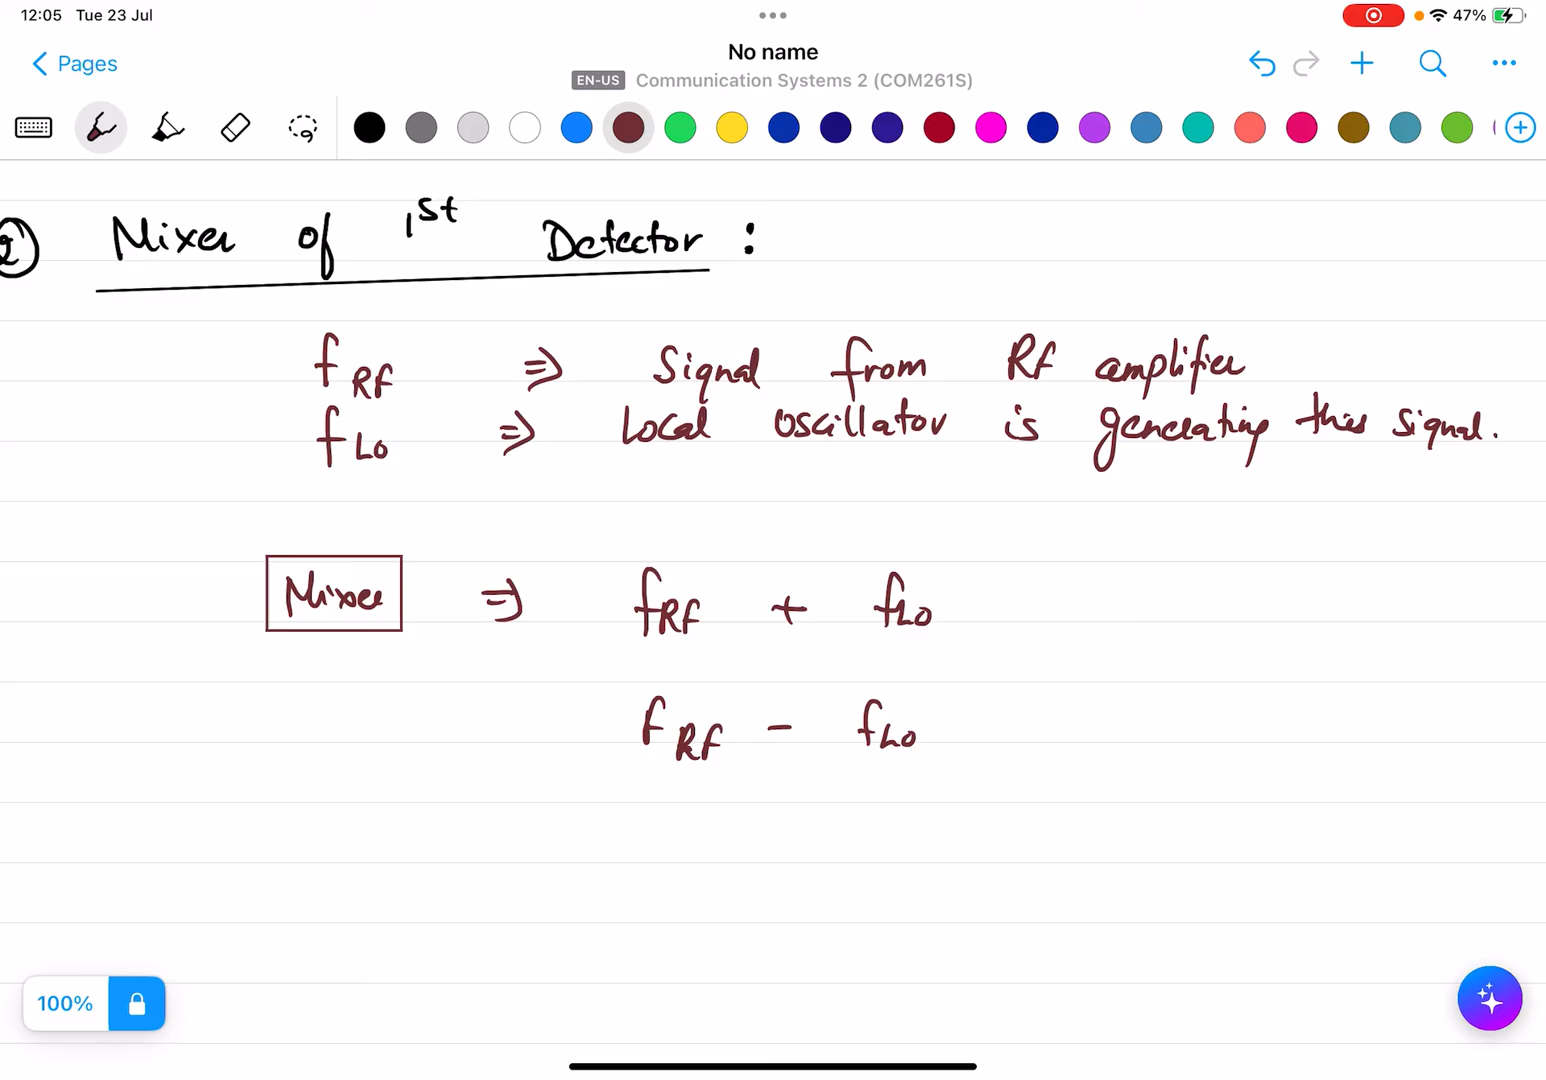 12:05 Tue 23 Jul
47%
Pages
No name
EN-US Communication Systems 2 (COM261S)
2 Mixer of 1st Detector :
fRF ⇒ Signal from RF amplifier
fLO ⇒ Local oscillator is generating this signal.
Mixer ⇒ fRF + fLO
fRF - fLO
100%